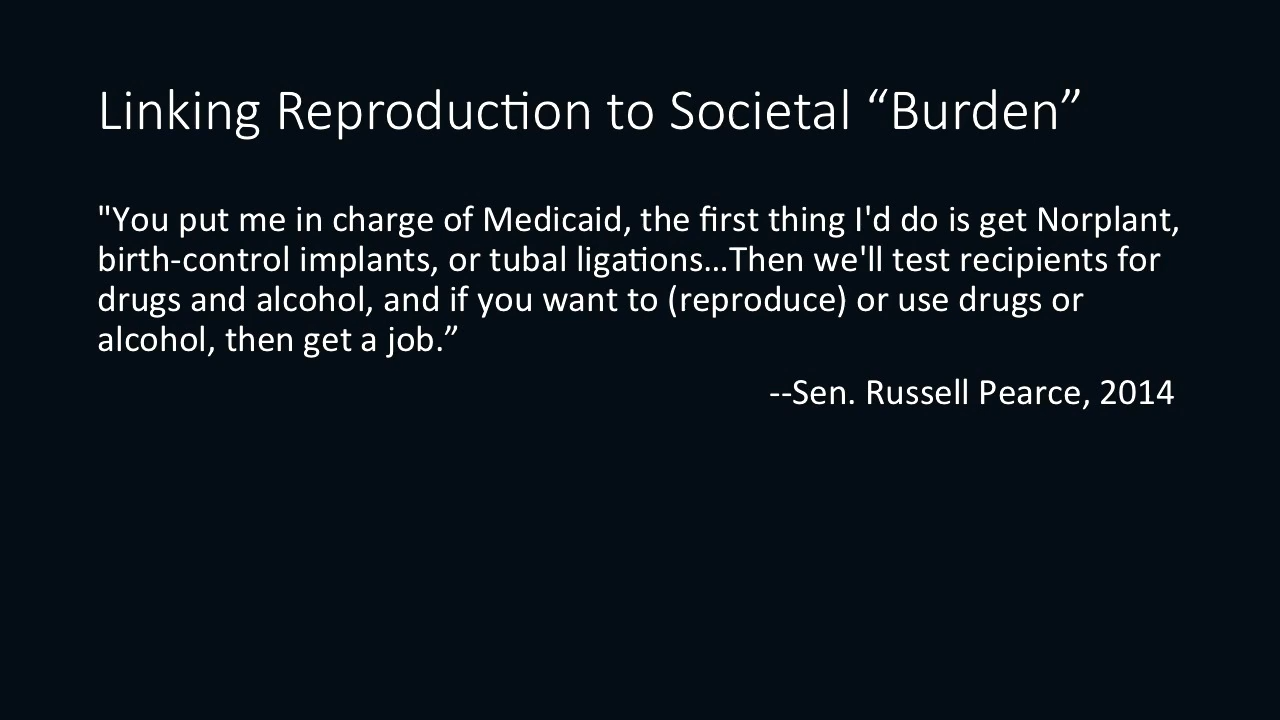 Linking Reproduction to Societal “Burden”
"You put me in charge of Medicaid, the first thing I'd do is get Norplant,
birth-control implants, or tubal ligations…Then we'll test recipients for
drugs and alcohol, and if you want to (reproduce) or use drugs or
alcohol, then get a job.”
--Sen. Russell Pearce, 2014